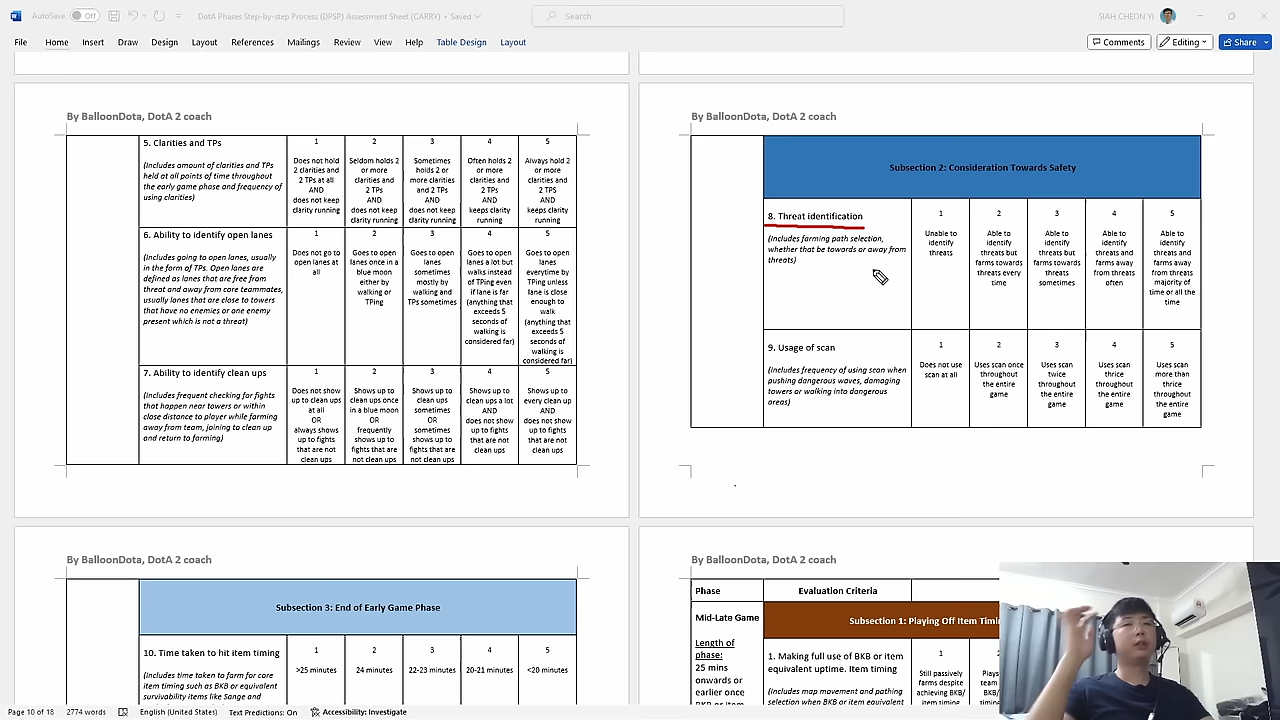 AutoSave Off
DotA Phases Step-by-step Process (DPSP) Assessment Sheet (CARRY) • Saved
Search
SIAH CHEON YI
File Home Insert Draw Design Layout References Mailings Review View Help Table Design Layout
Comments Editing Share
By BalloonDota, DotA 2 coach
5. Clarities and TPs
(Includes amount of clarities and TPs
held at all points of time throughout
the early game phase and frequency of
using clarities)
1
Does not hold
2 clarities and
2 TPs at all
AND
does not keep
clarity running
2
Seldom holds 2
or more
clarities and
2 TPs
AND
does not keep
clarity running
3
Sometimes
holds 2 or
more clarities
and 2 TPs
AND
does not keep
clarity running
4
Often holds 2
or more
clarities and
2 TPs
AND
keeps clarity
running
5
Always hold 2
or more
clarities and
2 TPS
AND
keeps clarity
running
6. Ability to identify open lanes
(Includes going to open lanes, usually
in the form of TPs. Open lanes are
defined as lanes that are free from
threat and away from core teammates,
usually lanes that are close to towers
that have no enemies or one enemy
present which is not a threat)
1
Does not go to
open lanes at
all
2
Goes to open
lanes once in a
blue moon
either by
walking or
TPing
3
Goes to open
lanes
sometimes
mostly by
walking and
TPs sometimes
4
Goes to open
lanes a lot but
walks instead
of TPing even
if lane is far
(anything that
exceeds 5
seconds of
walking is
considered far)
5
Goes to open
lanes
everytime by
TPing unless
lane is close
enough to
walk
(anything that
exceeds 5
seconds of
walking is
considered far)
7. Ability to identify clean ups
(Includes frequent checking for fights
that happen near towers or within
close distance to player while farming
away from team, joining to clean up
and return to farming)
1
Does not show
up to clean ups
at all
OR
always shows
up to fights
that are not
clean ups
2
Shows up to
clean ups once
in a blue moon
OR
frequently
shows up to
fights that are
not clean ups
3
Shows up to
clean ups
sometimes
OR
sometimes
shows up to
fights that are
not clean ups
4
Shows up to
clean ups a lot
AND
does not show
up to fights
that are not
clean ups
5
Shows up to
every clean up
AND
does not show
up to fights
that are not
clean ups
By BalloonDota, DotA 2 coach
Subsection 2: Consideration Towards Safety
8. Threat identification
(Includes farming path selection,
whether that be towards or away from
threats)
1
Unable to
identify
threats
2
Able to
identify
threats but
farms towards
threats every
time
3
Able to
identify
threats but
farms towards
threats
sometimes
4
Able to
identify
threats and
farms away
from threats
often
5
Able to
identify
threats and
farms away
from threats
majority of
time or all the
time
9. Usage of scan
(Includes frequency of using scan when
pushing dangerous waves, damaging
towers or walking into dangerous
areas)
1
Does not use
scan at all
2
Uses scan once
throughout
the entire
game
3
Uses scan
twice
throughout
the entire
game
4
Uses scan
thrice
throughout
the entire
game
5
Uses scan
more than
thrice
throughout
the entire
game
By BalloonDota, DotA 2 coach
Subsection 3: End of Early Game Phase
10. Time taken to hit item timing
(Includes time taken to farm for core
item timing such as BKB or equivalent
survivability items like Sange and
1
>25 minutes
2
24 minutes
3
22-23 minutes
4
20-21 minutes
5
<20 minutes
By BalloonDota, DotA 2 coach
Phase Evaluation Criteria
Mid-Late Game
Length of
phase:
25 mins
onwards or
earlier once
BKB or item
Subsection 1: Playing Off Item
1. Making full use of BKB or item
equivalent uptime. Item timing
(Includes map movement and pathing
selection when BKB or item equivalent
1
Still passively
farms despite
achieving BKB/
item timing
Page 10 of 18 2774 words English (United States) Text Predictions: On Accessibility: Investigate